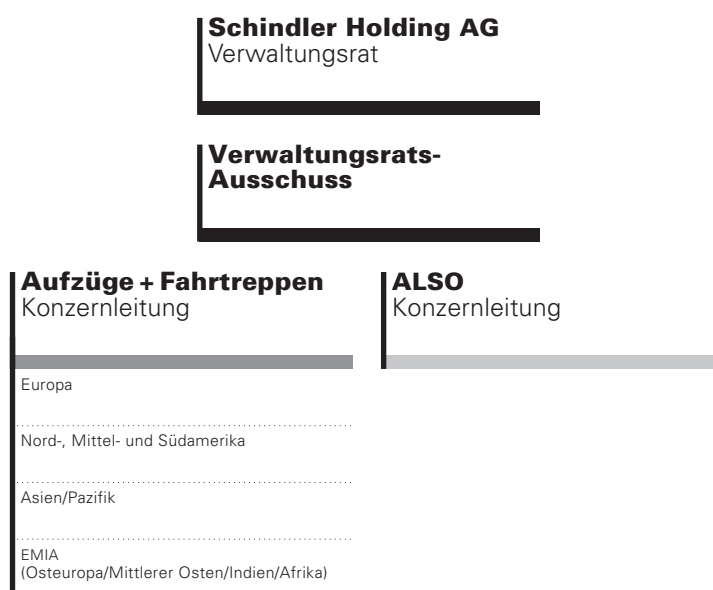 Schindler Holding AG
Verwaltungsrat
Verwaltungsrats-
Ausschuss
Aufzüge + Fahrtreppen
Konzernleitung
Europa
Nord-, Mittel- und Südamerika
Asien/Pazifik
EMIA
(Osteuropa/Mittlerer Osten/Indien/Afrika)
ALSO
Konzernleitung